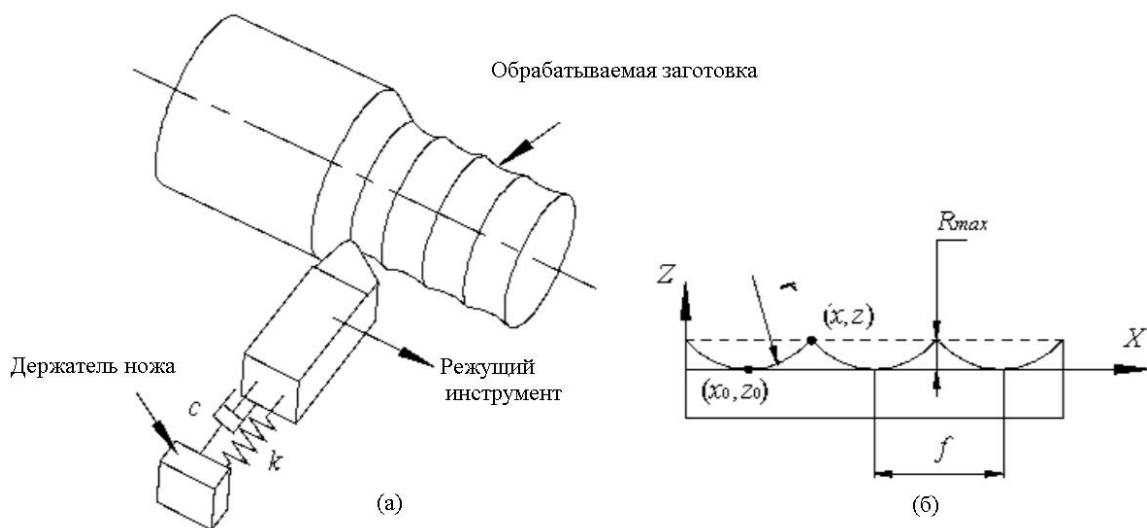 Обрабатываемая заготовка
Держатель ножа
Режущий
инструмент
c
k
(а)
Rmax
Z
r
(x,z)
X
(x₀,z₀)
f
(б)